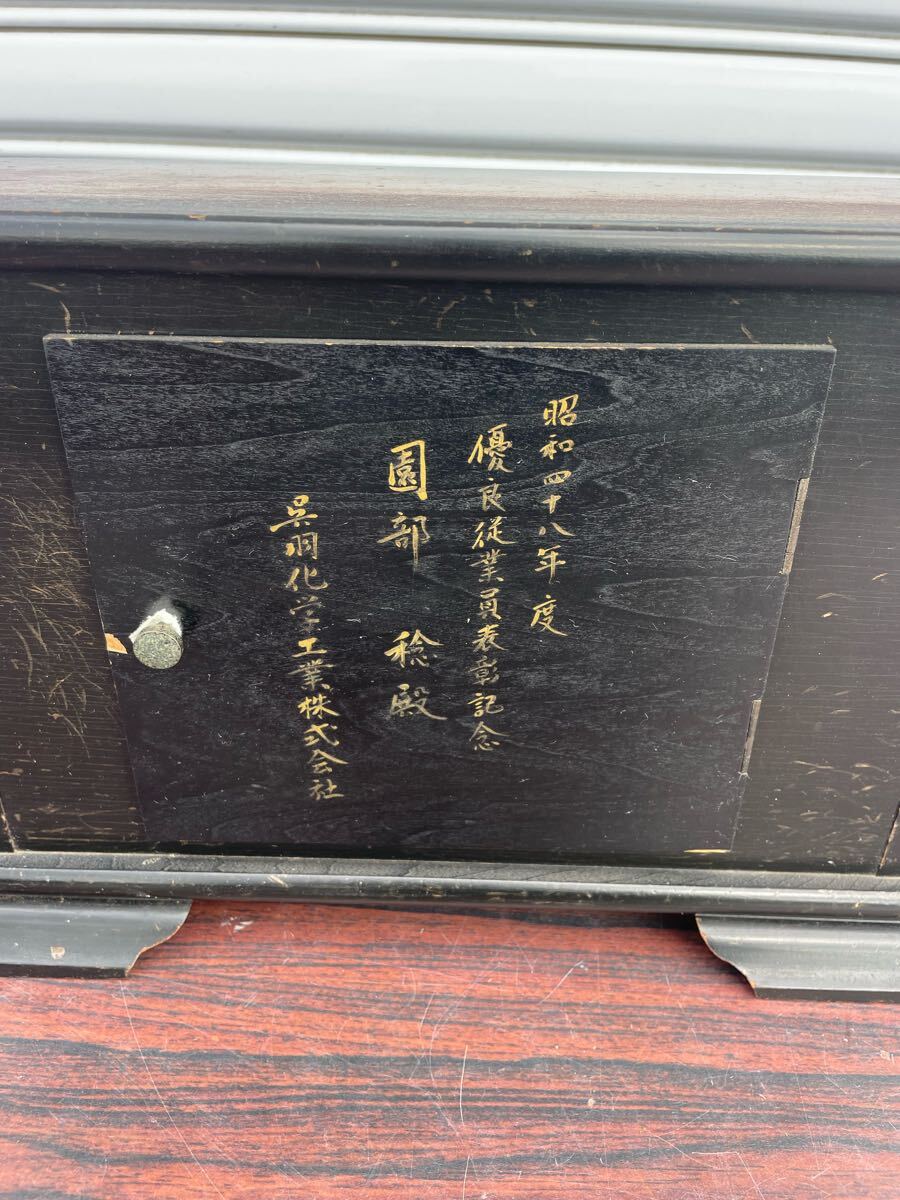 昭和四十八年度
優良従業員表彰記念
園部 稔殿
呉羽化学工業株式会社